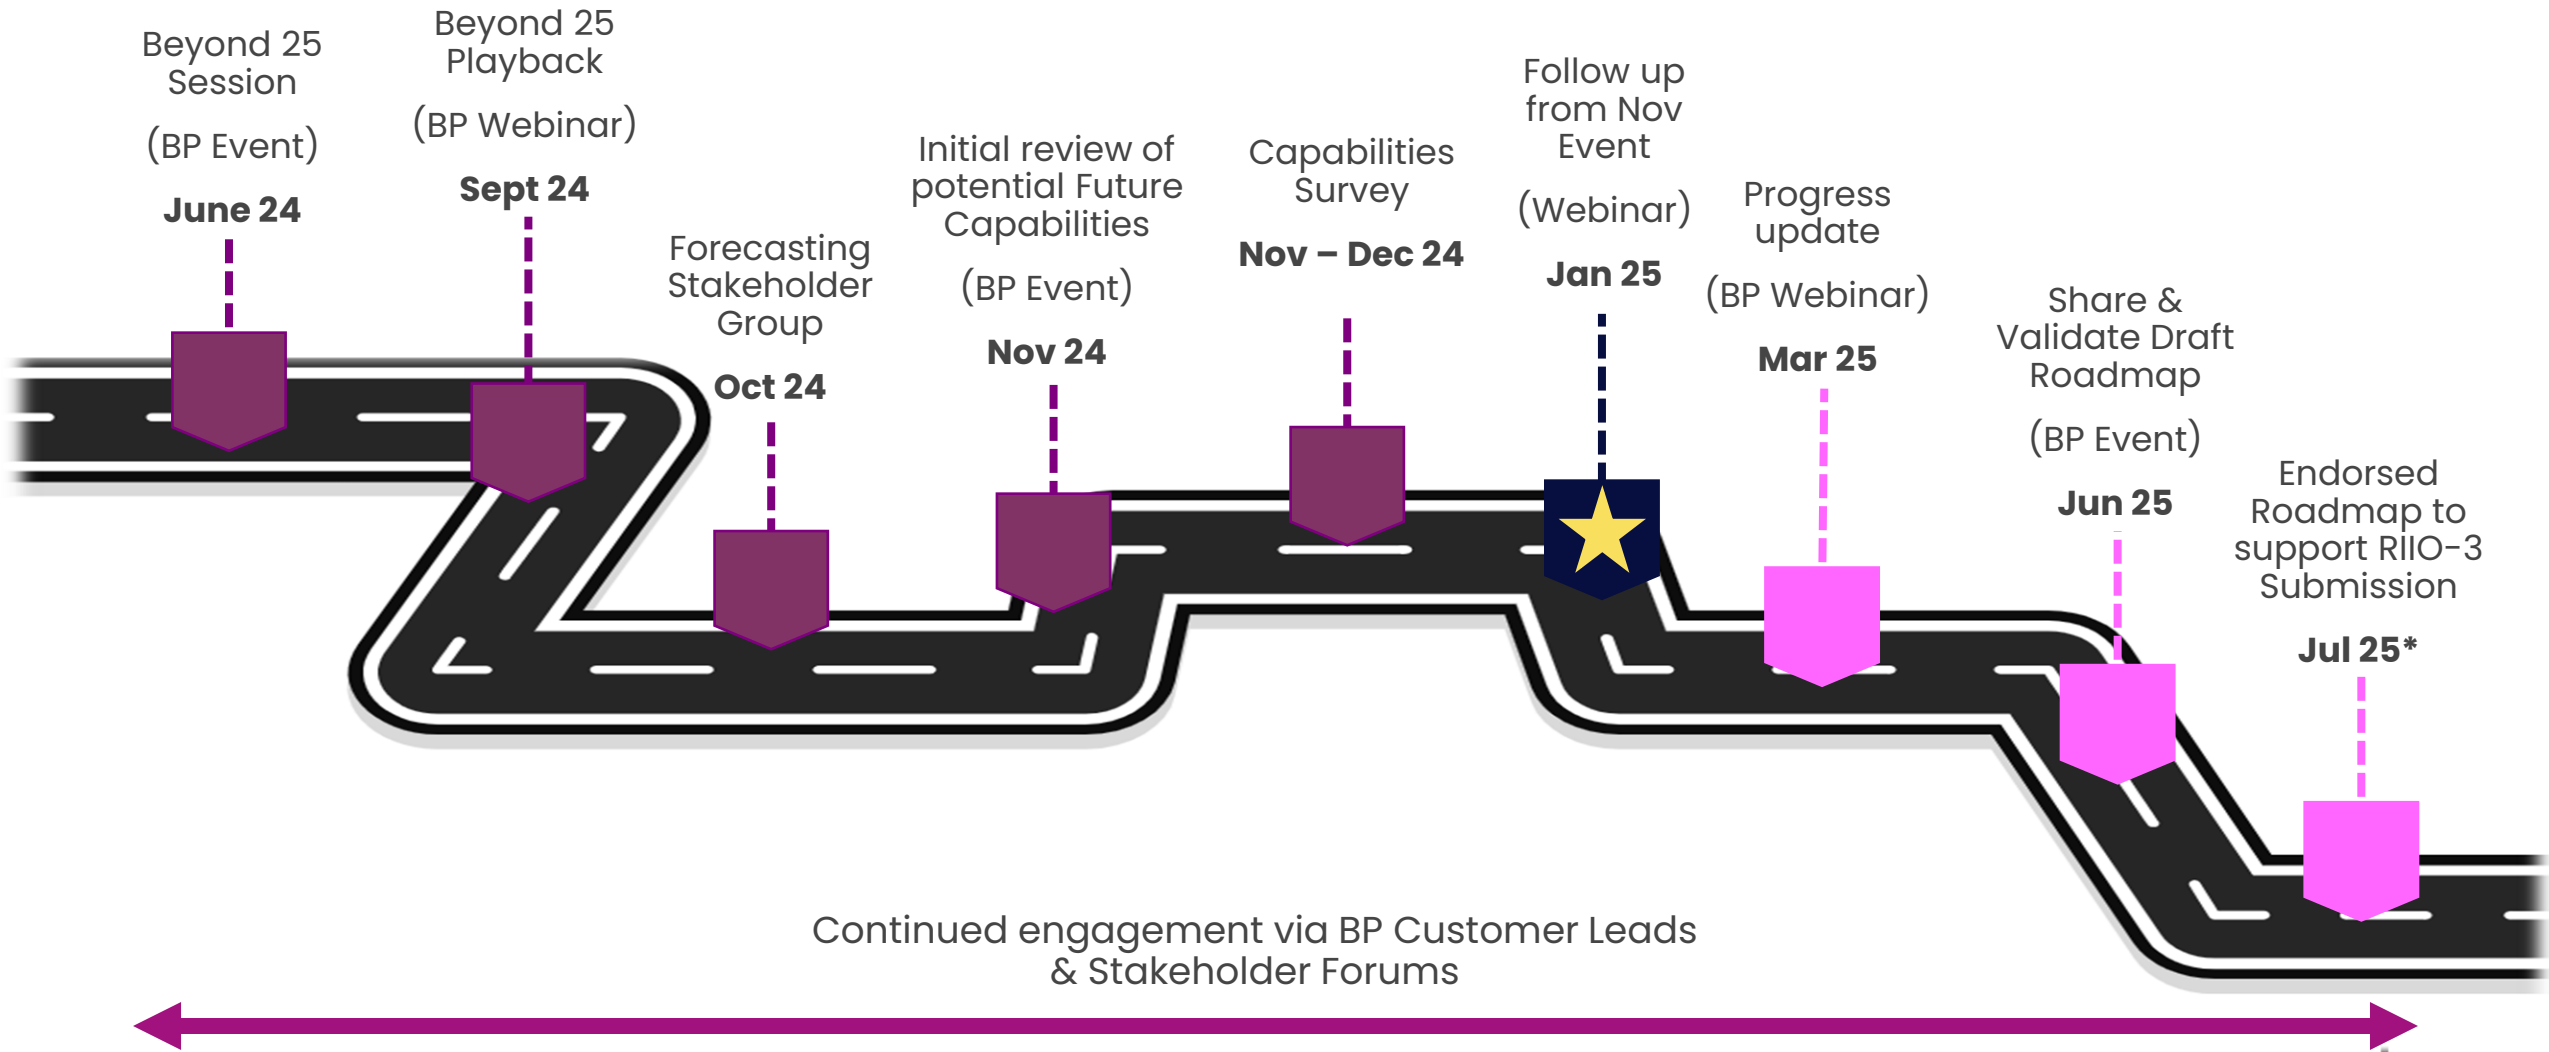 Beyond 25
Session
(BP Event)
June 24
Beyond 25
Playback
(BP Webinar)
Sept 24
Forecasting
Stakeholder
Group
Oct 24
Initial review of
potential Future
Capabilities
(BP Event)
Nov 24
Capabilities
Survey
Nov – Dec 24
Follow up
from Nov
Event
(Webinar)
Jan 25
Progress
update
(BP Webinar)
Mar 25
Share &
Validate Draft
Roadmap
(BP Event)
Jun 25
Endorsed
Roadmap to
support RIIO-3
Submission
Jul 25*
Continued engagement via BP Customer Leads
& Stakeholder Forums